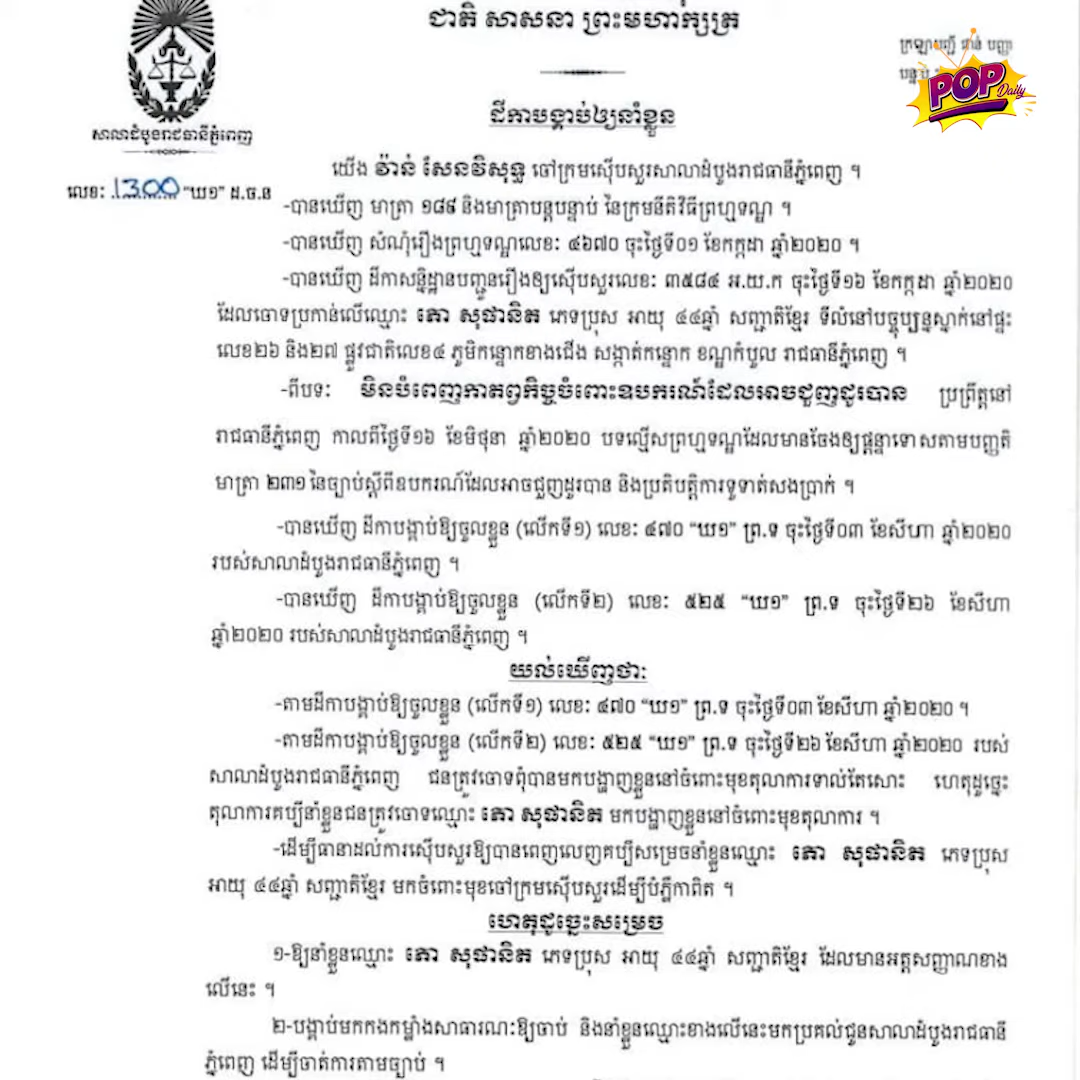 ជាតិ សាសនា ព្រះមហាក្សត្រ
POP Daily
ដីកាបង្គាប់ឲ្យនាំខ្លួន
សាលាដំបូងរាជធានីភ្នំពេញ
លេខៈ 1300 “ឃ១” ដ.ច.ន
យើង វ៉ាន់ សែនវិសុទ្ធ ចៅក្រមស៊ើបសួរសាលាដំបូងរាជធានីភ្នំពេញ ។
-បានឃើញ មាត្រា ១៨៩ និងមាត្រាបន្តបន្ទាប់ នៃក្រមនីតិវិធីព្រហ្មទណ្ឌ ។
-បានឃើញ សំណុំរឿងព្រហ្មទណ្ឌលេខៈ ៤៦៧០ ចុះថ្ងៃទី០១ ខែកក្កដា ឆ្នាំ២០២០ ។
-បានឃើញ ដីកាសន្និដ្ឋានបញ្ជូនរឿងឲ្យស៊ើបសួរលេខៈ ៣៥៨៤ អ.យ.ក ចុះថ្ងៃទី១៦ ខែកក្កដា ឆ្នាំ២០២០
ដែលចោទប្រកាន់លើឈ្មោះ គោ សុផានិត ភេទប្រុស អាយុ ៤៤ឆ្នាំ សញ្ជាតិខ្មែរ ទីលំនៅបច្ចុប្បន្នស្នាក់នៅផ្ទះ
លេខ២៦ និង២៧ ផ្លូវជាតិលេខ៤ ភូមិកន្ទោកខាងជើង សង្កាត់កន្ទោក ខណ្ឌកំបូល រាជធានីភ្នំពេញ ។
-ពីបទៈ មិនបំពេញកាតព្វកិច្ចចំពោះឧបករណ៍ដែលអាចជួញដូរបាន ប្រព្រឹត្តនៅ
រាជធានីភ្នំពេញ កាលពីថ្ងៃទី១៦ ខែមិថុនា ឆ្នាំ២០២០ បទល្មើសព្រហ្មទណ្ឌដែលមានចែងឲ្យផ្តន្ទាទោសតាមបញ្ញតិ
មាត្រា ២៣១ នៃច្បាប់ស្តីពីឧបករណ៍ដែលអាចជួញដូរបាន និងប្រតិបត្តិការទូទាត់សងប្រាក់ ។
-បានឃើញ ដីកាបង្គាប់ឱ្យចូលខ្លួន (លើកទី១) លេខៈ ៤៧០ “ឃ១” ព្រ.ទ ចុះថ្ងៃទី០៣ ខែសីហា ឆ្នាំ២០២០
របស់សាលាដំបូងរាជធានីភ្នំពេញ ។
-បានឃើញ ដីកាបង្គាប់ឱ្យចូលខ្លួន (លើកទី២) លេខៈ ៥២៥ “ឃ១” ព្រ.ទ ចុះថ្ងៃទី២៦ ខែសីហា
ឆ្នាំ២០២០ របស់សាលាដំបូងរាជធានីភ្នំពេញ ។
យល់ឃើញថាៈ
-តាមដីកាបង្គាប់ឱ្យចូលខ្លួន (លើកទី១) លេខៈ ៤៧០ “ឃ១” ព្រ.ទ ចុះថ្ងៃទី០៣ ខែសីហា ឆ្នាំ២០២០ ។
-តាមដីកាបង្គាប់ឱ្យចូលខ្លួន (លើកទី២) លេខៈ ៥២៥ “ឃ១” ព្រ.ទ ចុះថ្ងៃទី២៦ ខែសីហា ឆ្នាំ២០២០ របស់
សាលាដំបូងរាជធានីភ្នំពេញ ជនត្រូវចោទពុំបានមកបង្ហាញខ្លួននៅចំពោះមុខតុលាការទាល់តែសោះ ហេតុដូច្នេះ
តុលាការគប្បីនាំខ្លួនជនត្រូវចោទឈ្មោះ គោ សុផានិត មកបង្ហាញខ្លួននៅចំពោះមុខតុលាការ ។
-ដើម្បីធានាដល់ការស៊ើបសួរឱ្យបានពេញលេញគប្បីសម្រេចនាំខ្លួនឈ្មោះ គោ សុផានិត ភេទប្រុស
អាយុ ៤៤ឆ្នាំ សញ្ជាតិខ្មែរ មកចំពោះមុខចៅក្រមស៊ើបសួរដើម្បីបំភ្លឺការពិត ។
ហេតុដូច្នេះសម្រេច
១-ឱ្យនាំខ្លួនឈ្មោះ គោ សុផានិត ភេទប្រុស អាយុ ៤៤ឆ្នាំ សញ្ជាតិខ្មែរ ដែលមានអត្តសញ្ញាណខាង
លើនេះ ។
២-បង្គាប់មកកងកម្លាំងសាធារណៈឱ្យចាប់ និងនាំខ្លួនឈ្មោះខាងលើនេះមកប្រគល់ជូនសាលាដំបូងរាជធានី
ភ្នំពេញ ដើម្បីចាត់ការតាមច្បាប់ ។